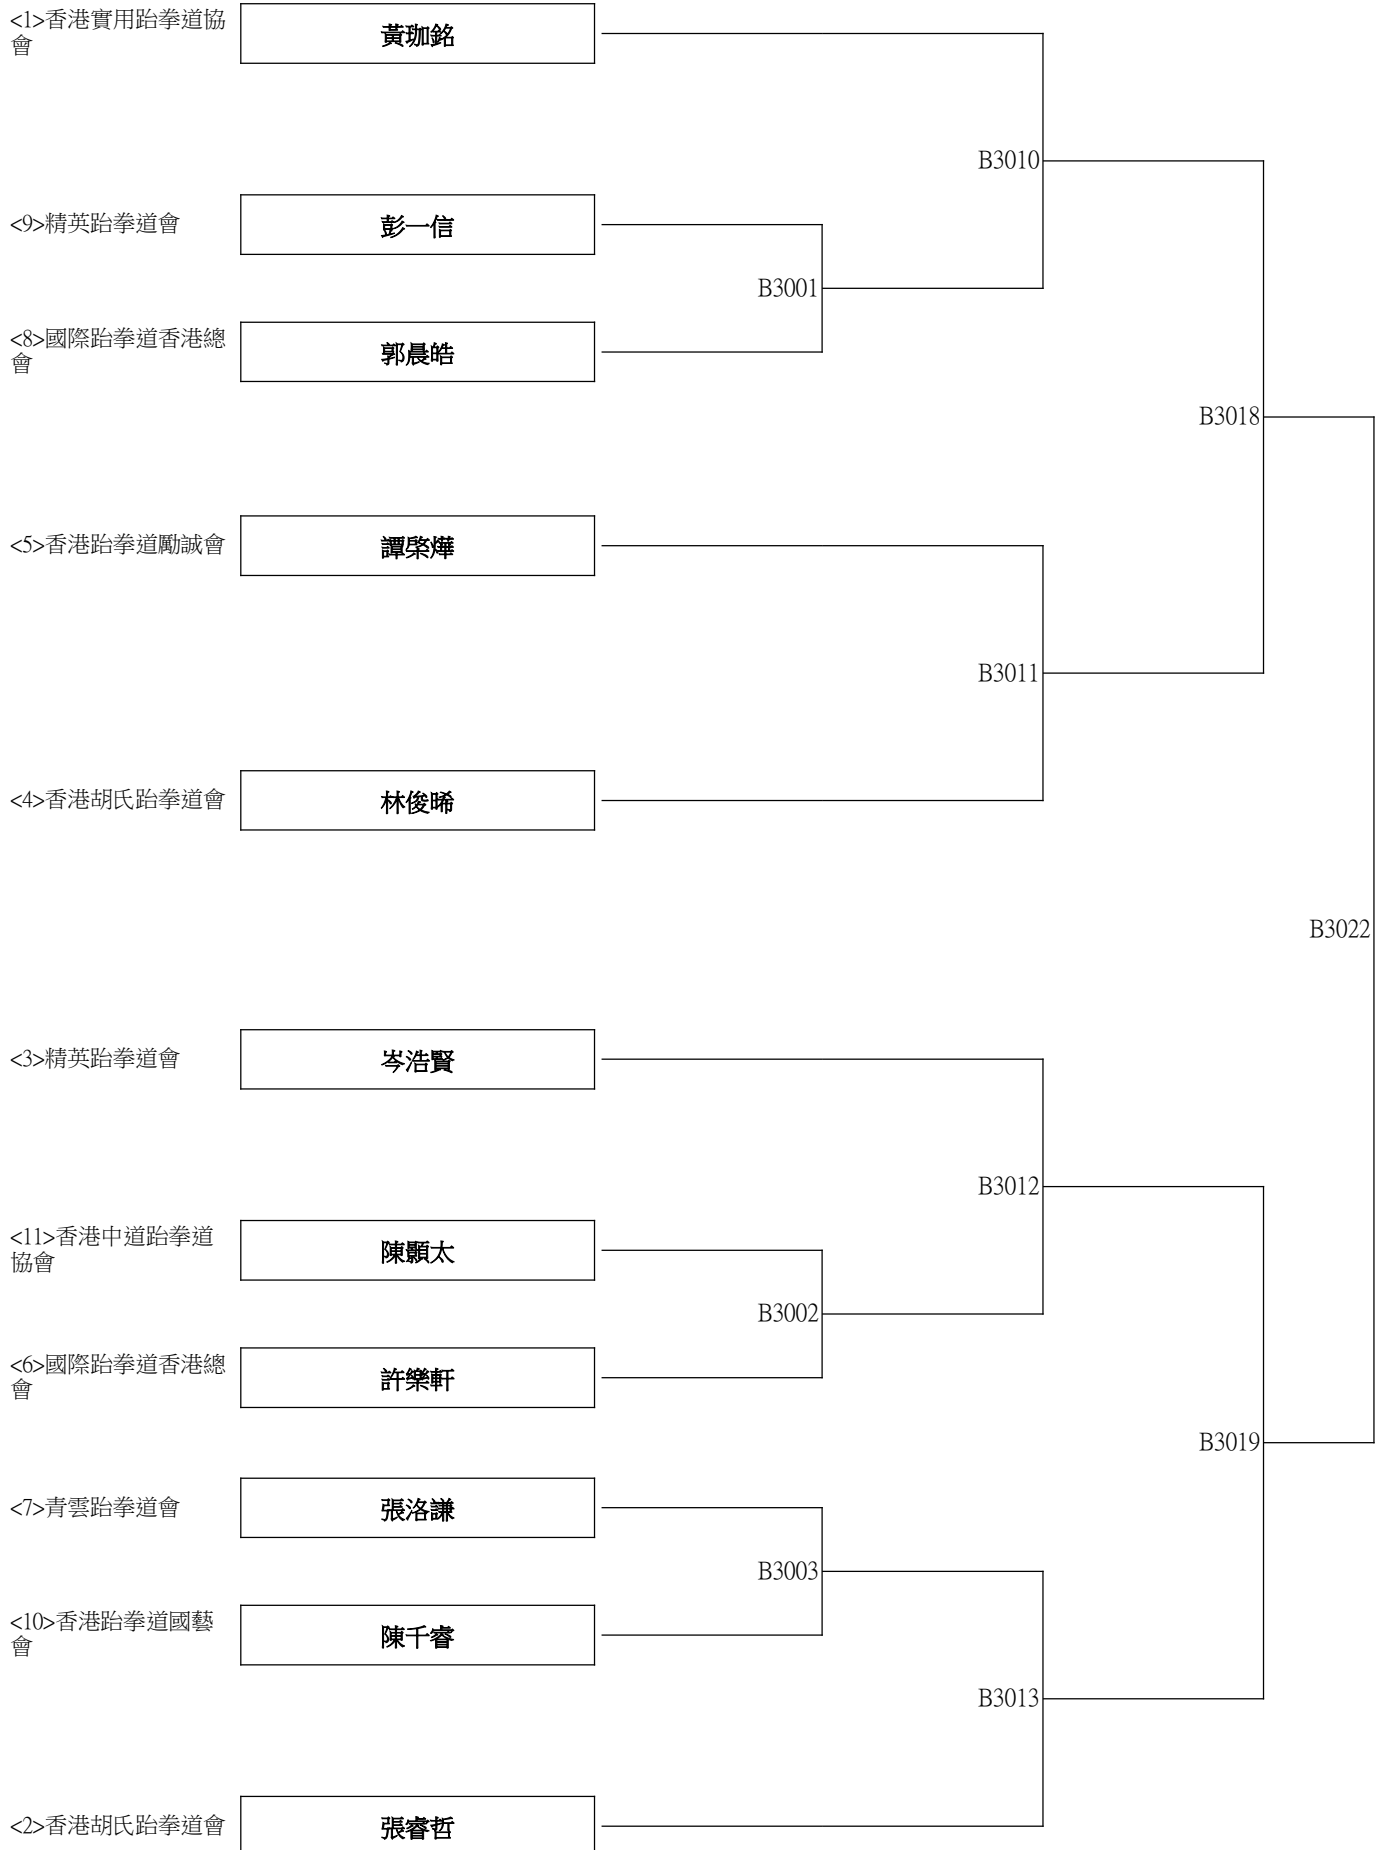 <1>香港實用跆拳道協
會
黃珈銘
B3010
<9>精英跆拳道會
彭一信
B3001
<8>國際跆拳道香港總
會
郭晨皓
B3018
<5>香港跆拳道勵誠會
譚棨燁
B3011
<4>香港胡氏跆拳道會
林俊晞
B3022
<3>精英跆拳道會
岑浩賢
B3012
<11>香港中道跆拳道
協會
陳顥太
B3002
<6>國際跆拳道香港總
會
許樂軒
B3019
<7>青雲跆拳道會
張洛謙
B3003
<10>香港跆拳道國藝
會
陳千睿
B3013
<2>香港胡氏跆拳道會
張睿哲